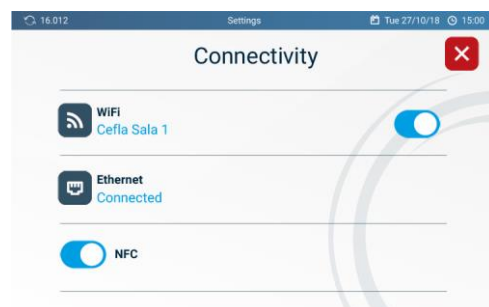 16.012 Settings Tue 27/10/18 15:00
Connectivity
WiFi
Cefla Sala 1
Ethernet
Connected
NFC